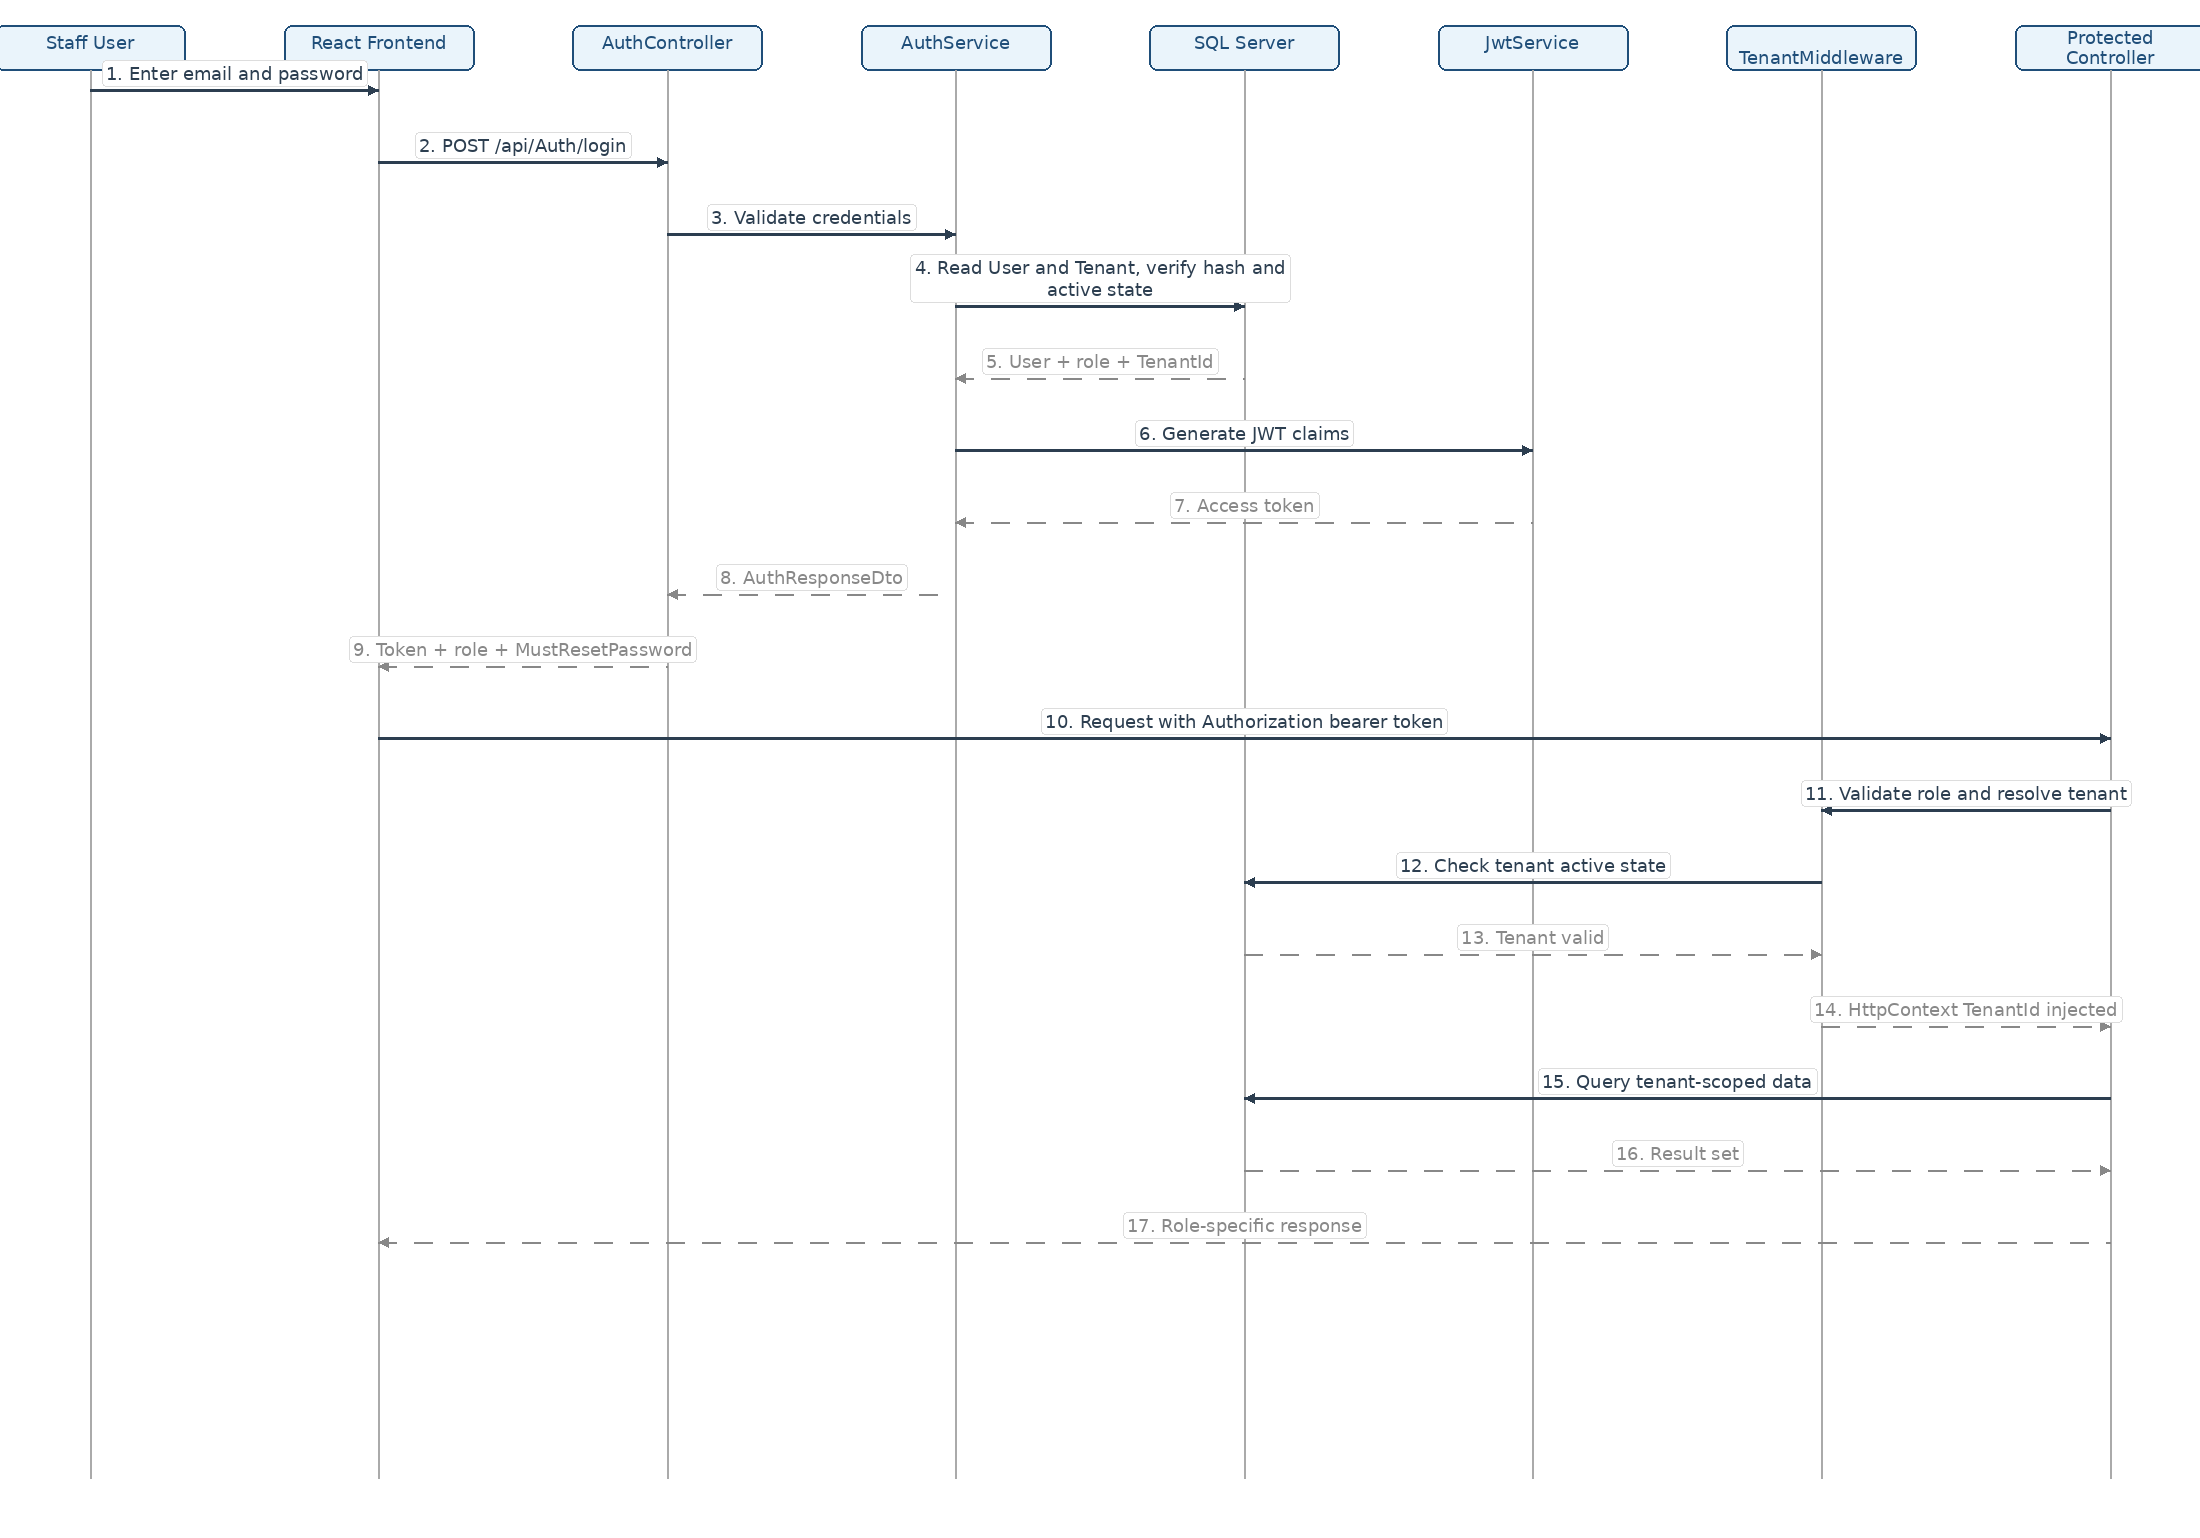 Staff User
React Frontend
AuthController
AuthService
SQL Server
JwtService
TenantMiddleware
Protected
Controller
1. Enter email and password
2. POST /api/Auth/login
3. Validate credentials
4. Read User and Tenant, verify hash and
active state
5. User + role + TenantId
6. Generate JWT claims
7. Access token
8. AuthResponseDto
9. Token + role + MustResetPassword
10. Request with Authorization bearer token
11. Validate role and resolve tenant
12. Check tenant active state
13. Tenant valid
14. HttpContext TenantId injected
15. Query tenant-scoped data
16. Result set
17. Role-specific response